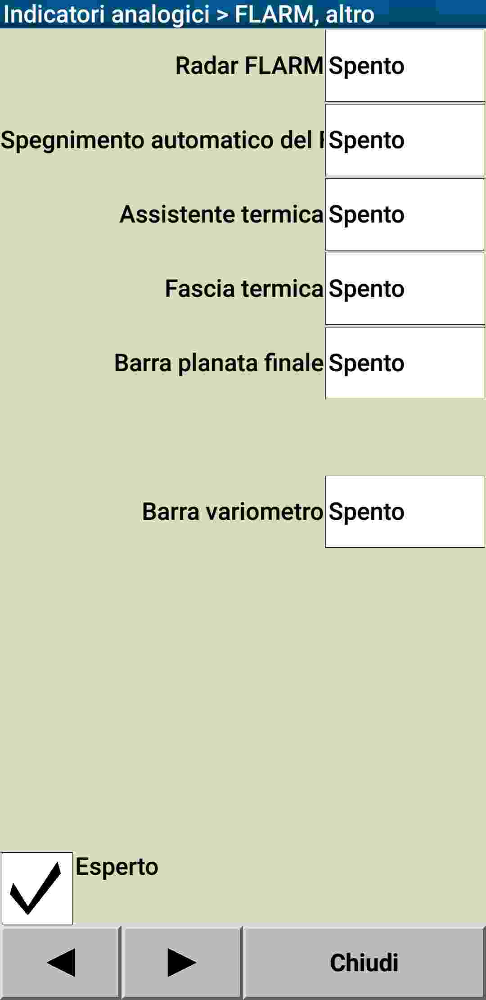 Indicatori analogici > FLARM, altro
Radar FLARM Spento
Spegnimento automatico del Spento
Assistente termica Spento
Fascia termica Spento
Barra planata finale Spento
Barra variometro Spento
Esperto
Chiudi